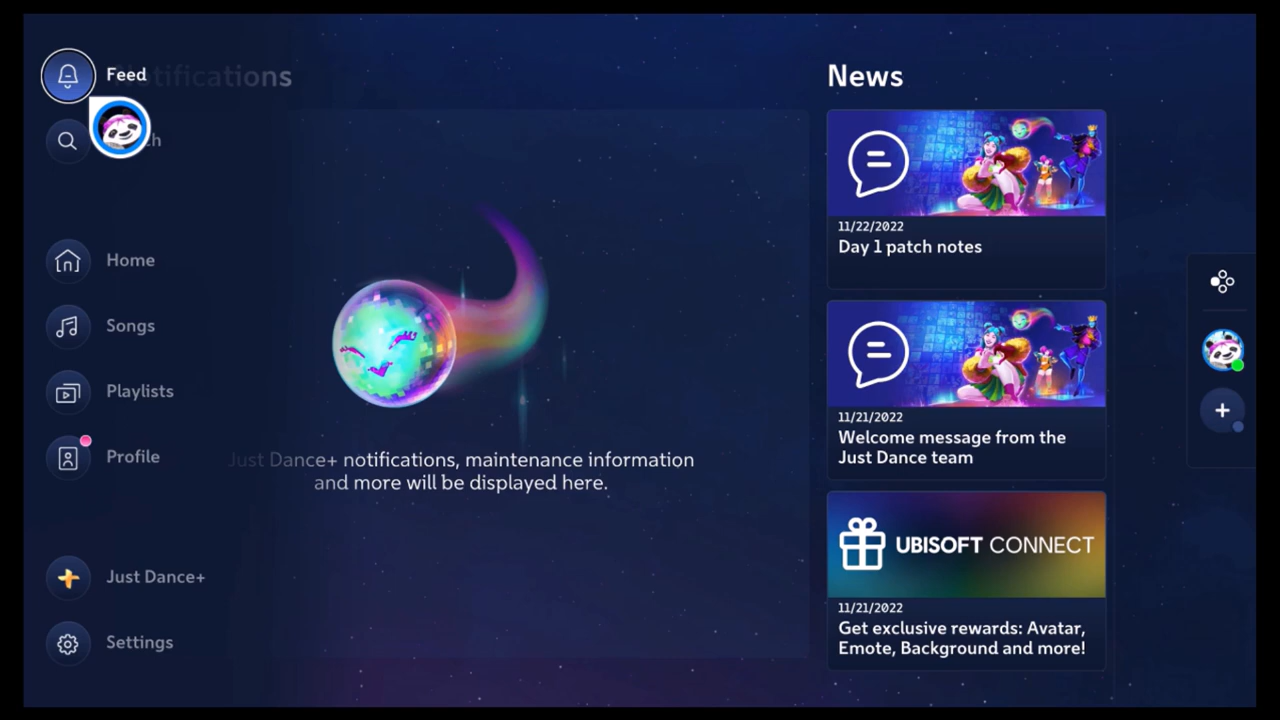 Feed
Notifications
Home
Songs
Playlists
Profile
Just Dance+
Settings
Just Dance+ notifications, maintenance information
and more will be displayed here.
News
11/22/2022
Day 1 patch notes
11/21/2022
Welcome message from the
Just Dance team
UBISOFT CONNECT
11/21/2022
Get exclusive rewards: Avatar,
Emote, Background and more!